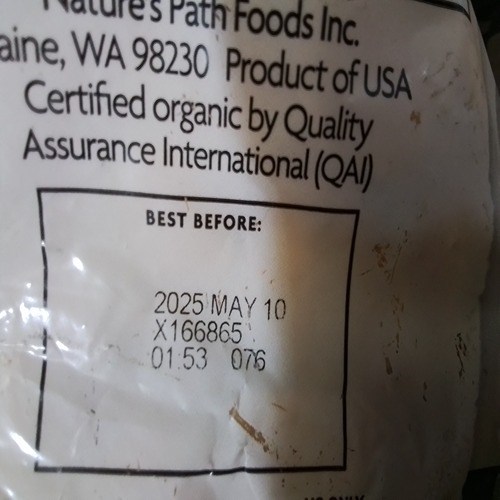 Nature's Path Foods Inc.
aine, WA 98230 Product of USA
Certified organic by Quality
Assurance International (QAI)
BEST BEFORE:
2025 MAY 10
X166865
01:53 076